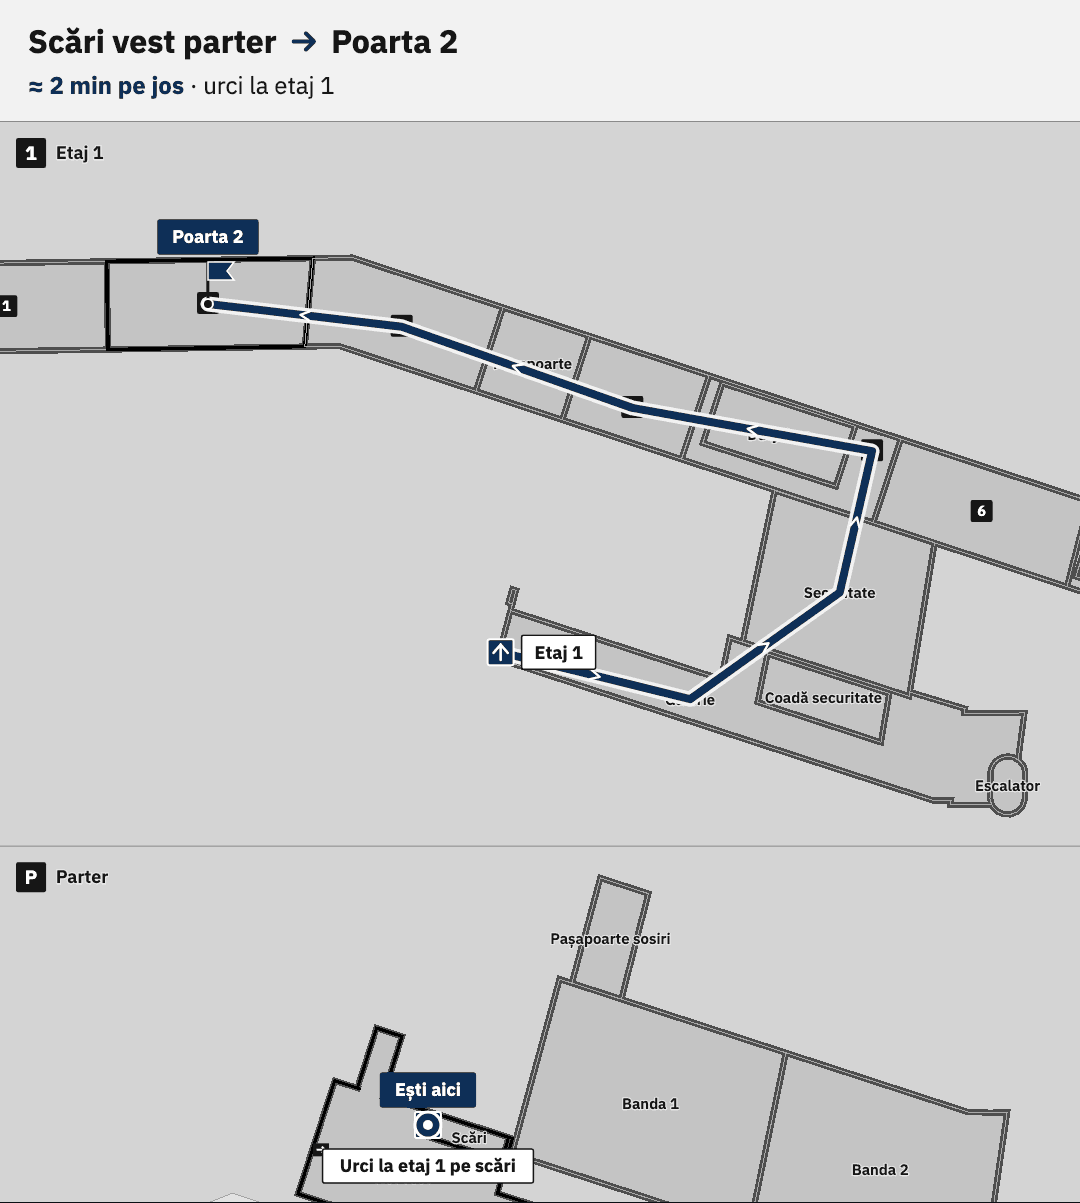 Scări vest parter → Poarta 2
≈ 2 min pe jos · urci la etaj 1
1 Etaj 1
Poarta 2
1
6
Securitate
Etaj 1
Coadă securitate
Escalator
P Parter
Pașapoarte sosiri
Banda 1
Ești aici
Scări
Urci la etaj 1 pe scări
Banda 2